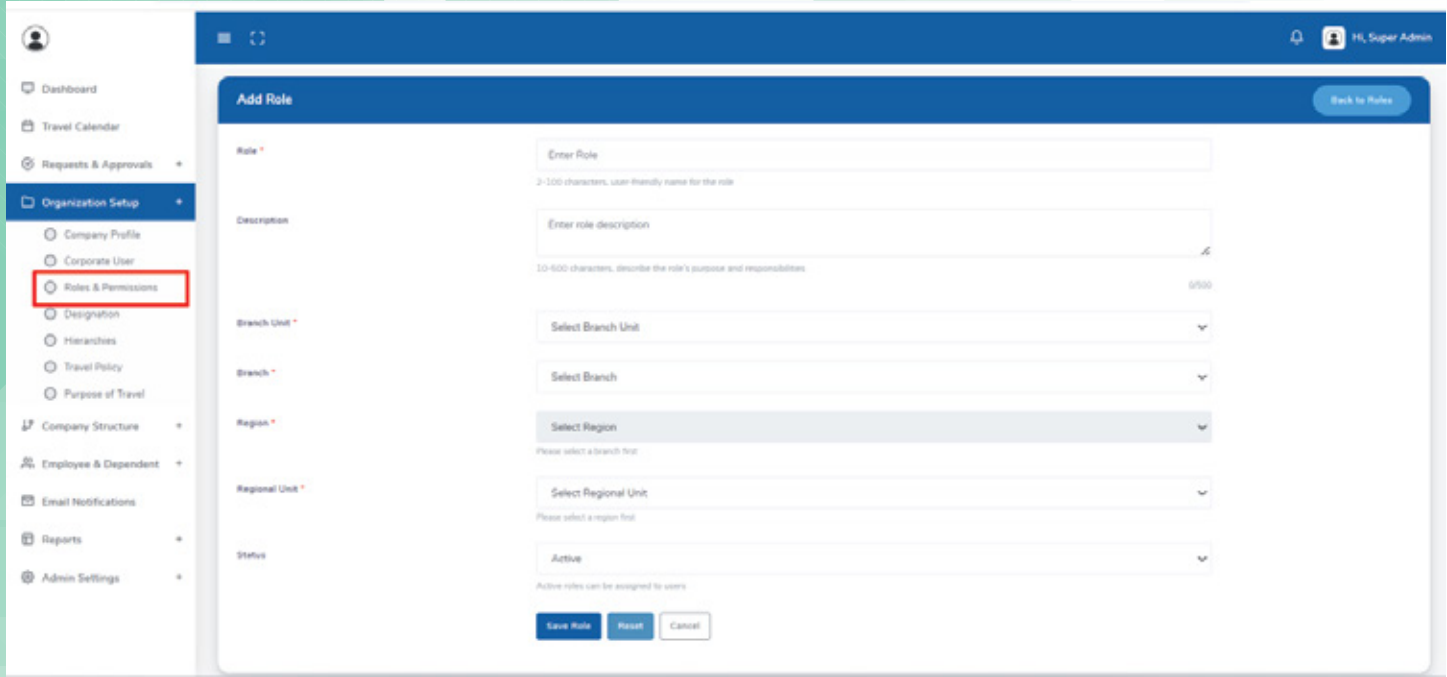 Hi, Super Admin
Dashboard
Travel Calendar
Requests & Approvals +
Organization Setup +
Company Profile
Corporate User
Roles & Permissions
Designation
Hierarchies
Travel Policy
Purpose of Travel
Company Structure +
Employee & Dependent +
Email Notifications
Reports +
Admin Settings +
Add Role
Back to Roles
Role *
Enter Role
2-100 characters, user-friendly name for the role
Description
Enter role description
10-500 characters, describe the role's purpose and responsibilities
0/500
Branch Unit *
Select Branch Unit
Branch *
Select Branch
Region *
Select Region
Please select a branch first
Regional Unit *
Select Regional Unit
Please select a region first
Status
Active
Active roles can be assigned to users
Save Role
Reset
Cancel